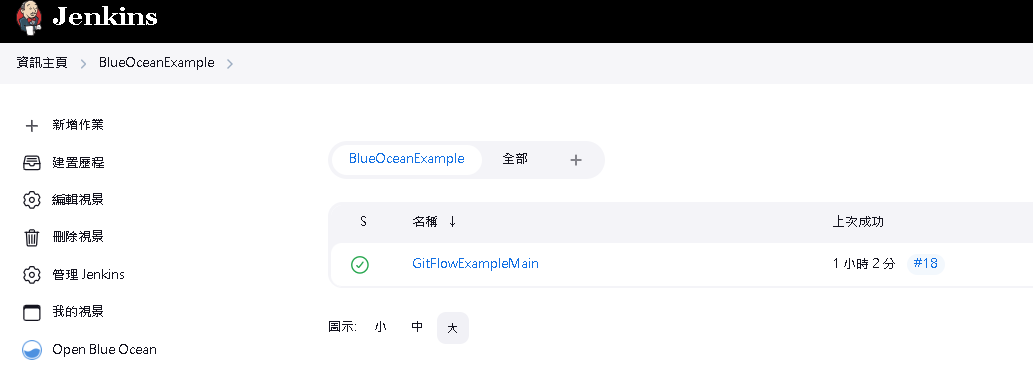 Jenkins
資訊主頁 > BlueOceanExample >
新增作業
建置歷程
編輯視景
刪除視景
管理 Jenkins
我的視景
Open Blue Ocean
BlueOceanExample 全部 +
S 名稱 ↓ 上次成功
GitFlowExampleMain 1 小時 2 分 #18
圖示: 小 中 大